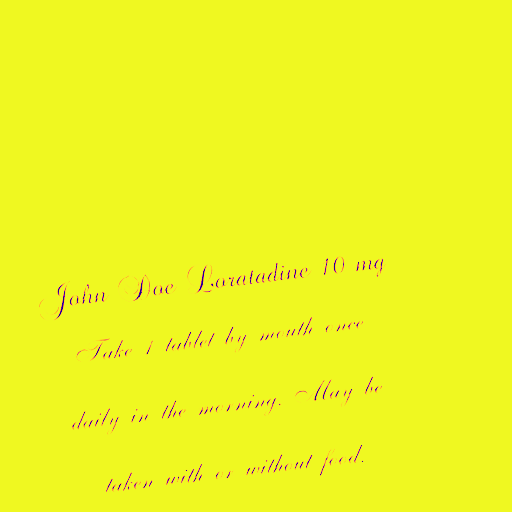 John Doe Loratadine 10 mg
Take 1 tablet by mouth once
daily in the morning. May be
taken with or without food.